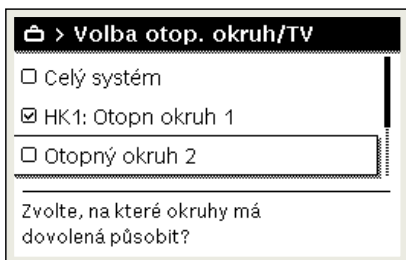 > Volba otop. okruh/TV
Celý systém
HK1: Otopn okruh 1
Otopný okruh 2
Zvolte, na které okruhy má
dovolená působit?